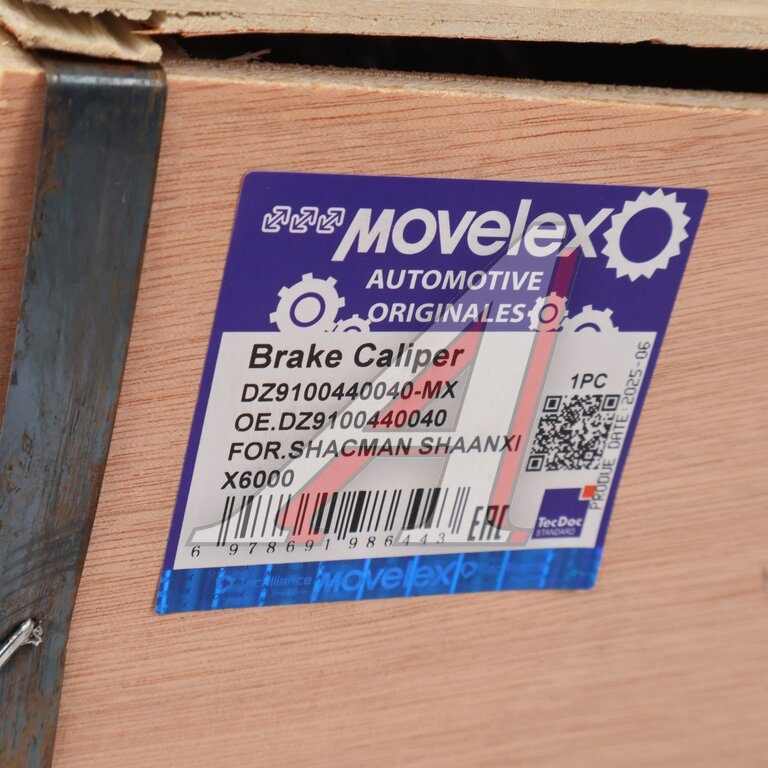 MOVelex
AUTOMOTIVE
ORIGINALES
Brake Caliper
DZ9100440040-MX
OE.DZ9100440040
FOR.SHACMAN SHAANXI
X6000
1PC
PRODUE DATE:2025-06
6 978691 986443
EAC
TecDoc
STANDARD
MOVelex